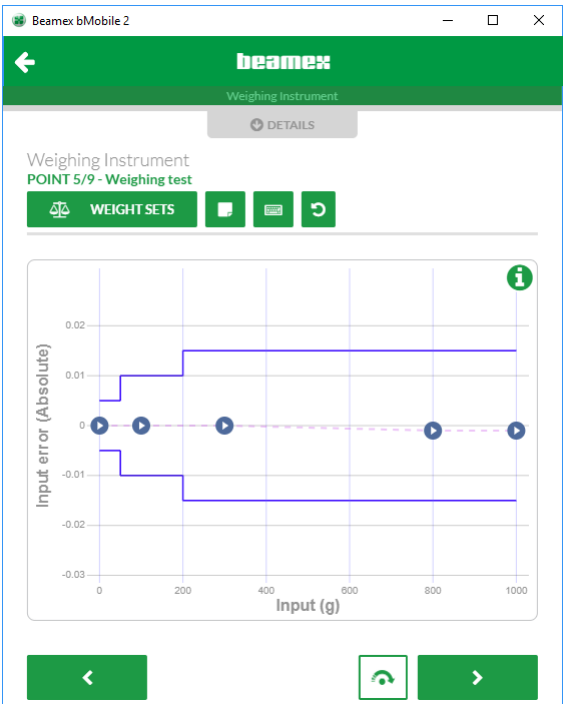 Beamex bMobile 2
beamex
Weighing Instrument
DETAILS
Weighing Instrument
POINT 5/9 - Weighing test
WEIGHT SETS
Input error (Absolute)
0.02
0.01
0
-0.01
-0.02
-0.03
0 200 400 600 800 1000
Input (g)